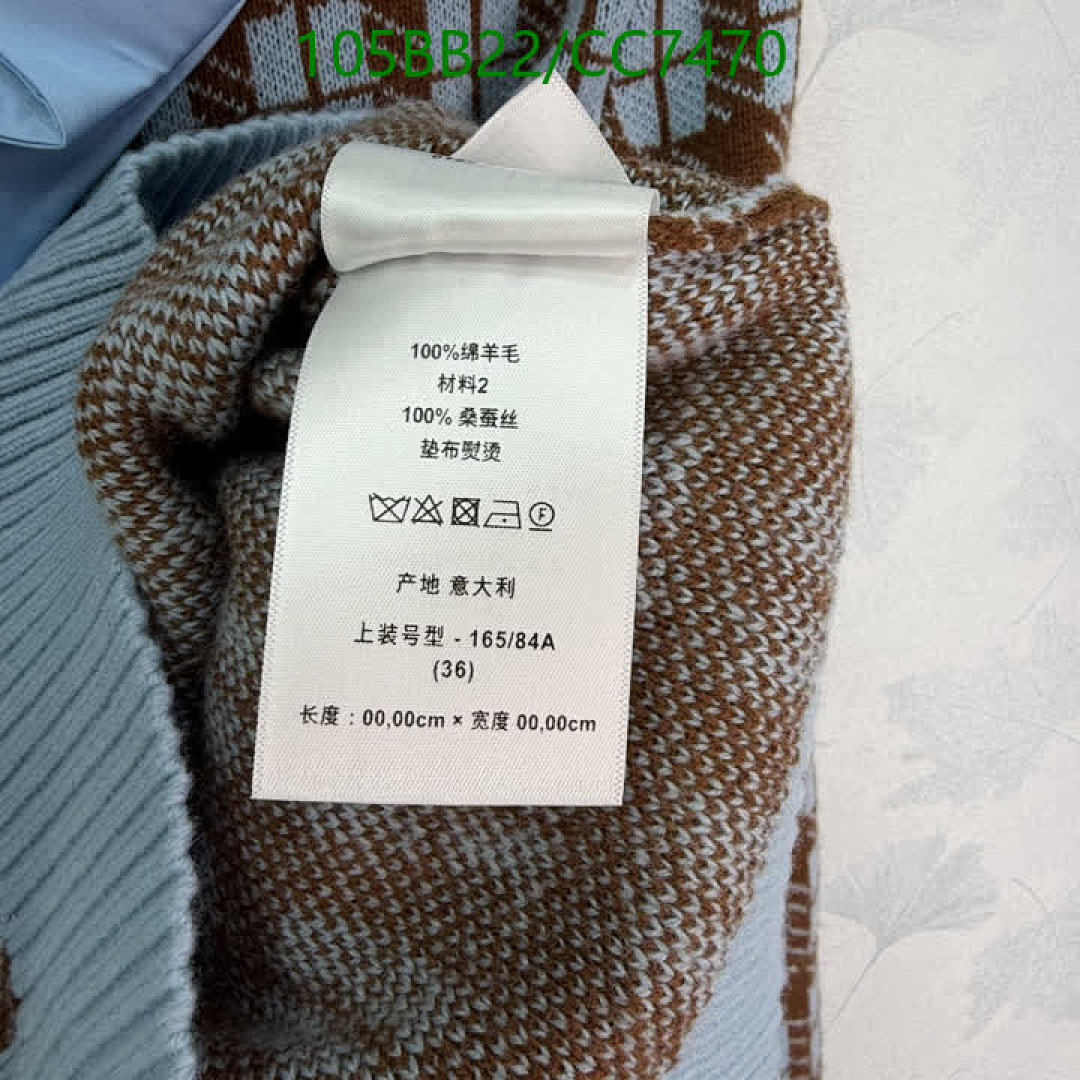 105BB22/CC7470
100%绵羊毛
材料2
100% 桑蚕丝
垫布熨烫
F
产地 意大利
上装号型 - 165/84A
(36)
长度 : 00,00cm × 宽度 00,00cm